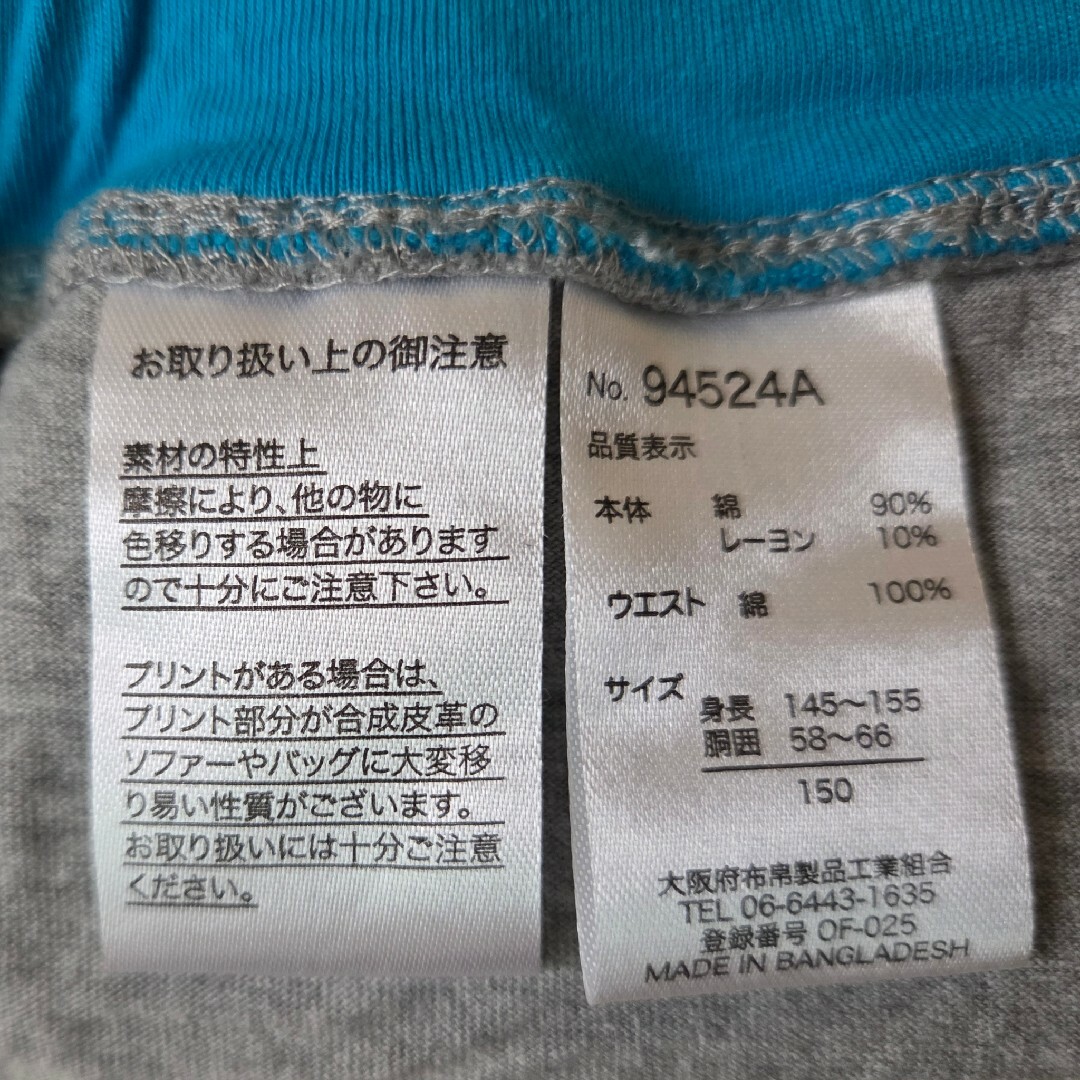 お取り扱い上の御注意
素材の特性上
摩擦により、他の物に
色移りする場合があります
ので十分にご注意下さい。
プリントがある場合は、
プリント部分が合成皮革の
ソファーやバッグに大変移
り易い性質がございます。
お取り扱いには十分ご注意
ください。
No. 94524A
品質表示
本体 綿 90%
レーヨン 10%
ウエスト 綿 100%
サイズ
身長 145～155
胴囲 58～66
150
大阪府布帛製品工業組合
TEL 06-6443-1635
登録番号 OF-025
MADE IN BANGLADESH